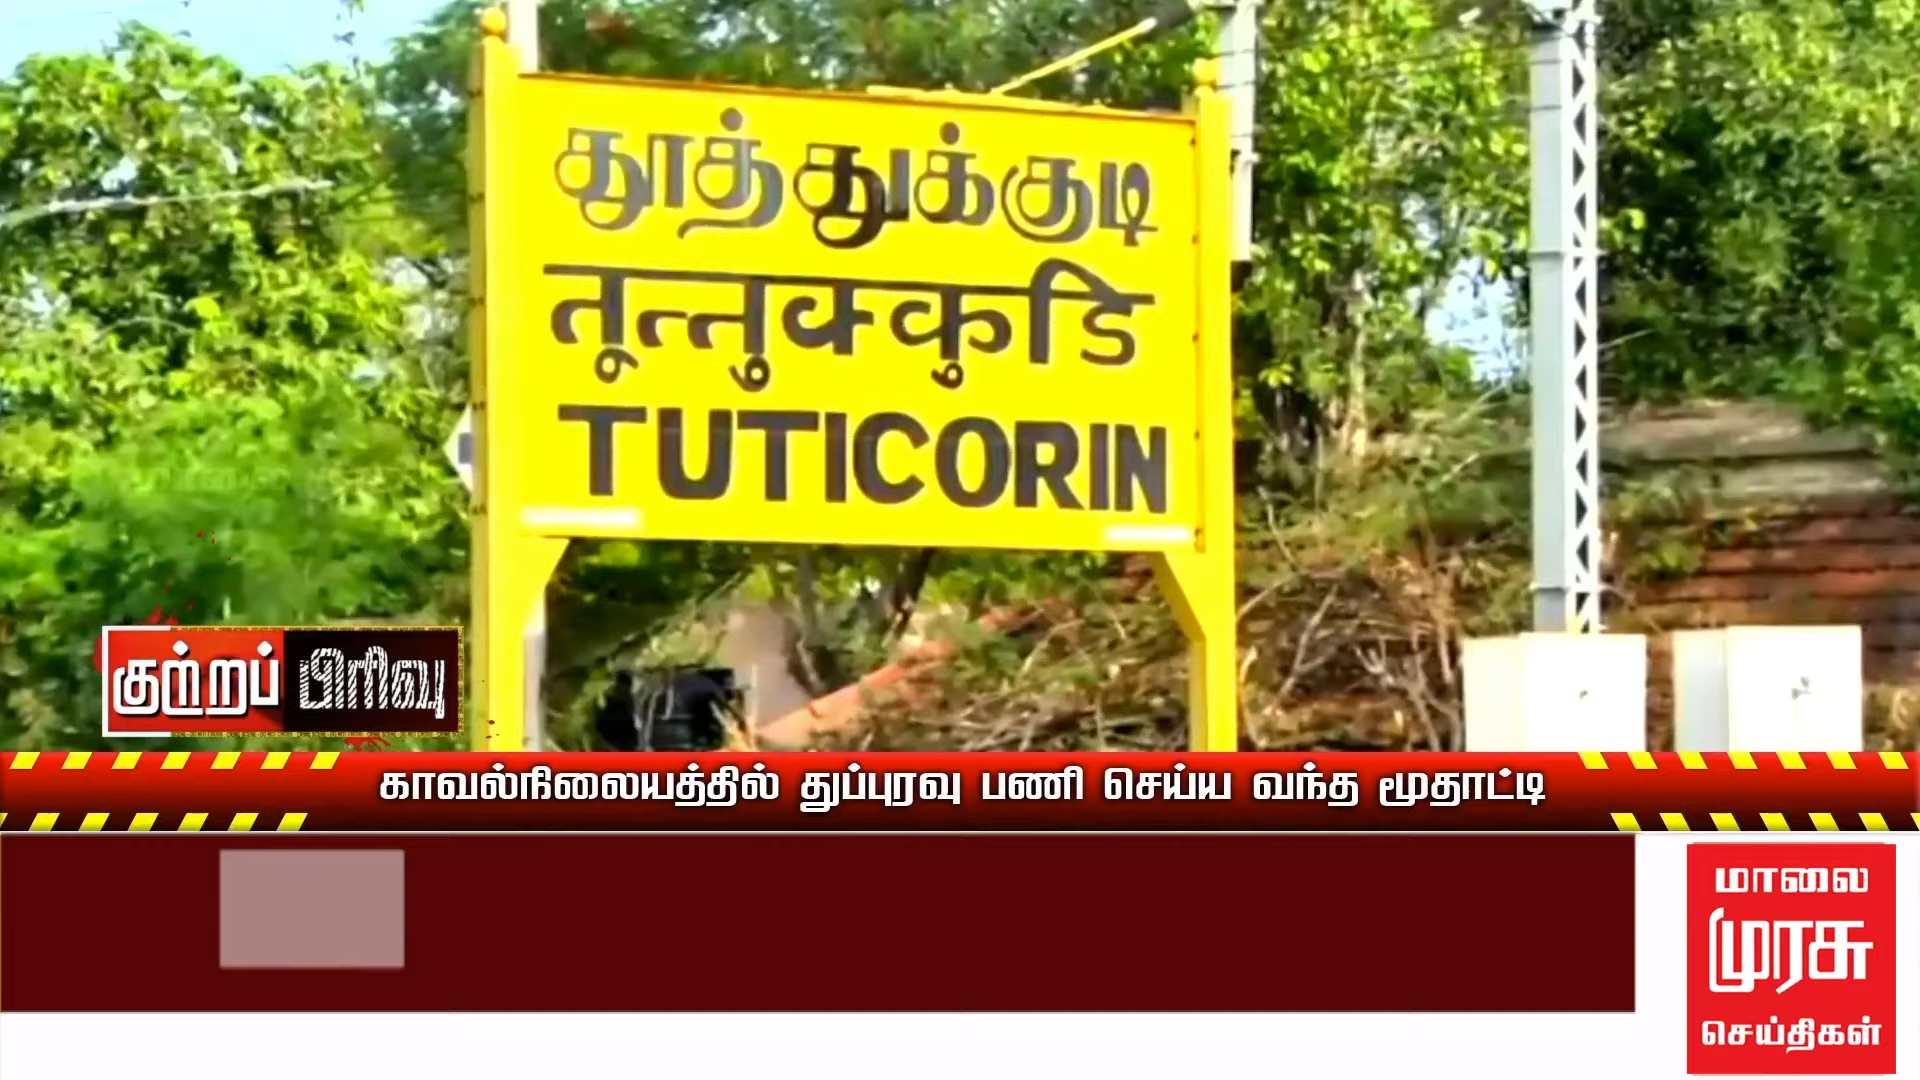 தூத்துக்குடி
तूत्तुक्कुडि
TUTICORIN
குற்றப் பிரிவு
காவல்நிலையத்தில் துப்புரவு பணி செய்ய வந்த மூதாட்டி
மாலை
முரசு
செய்திகள்